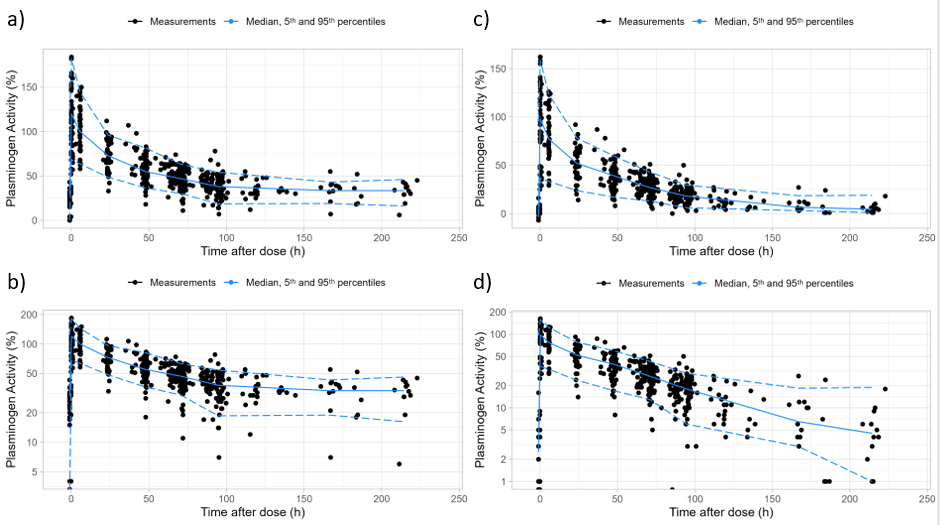 a)
Measurements Median, 5th and 95th percentiles
Plasminogen Activity (%)
150
100
50
0
0 50 100 150 200 250
Time after dose (h)
c)
Measurements Median, 5th and 95th percentiles
Plasminogen Activity (%)
150
100
50
0
0 50 100 150 200 250
Time after dose (h)
b)
Measurements Median, 5th and 95th percentiles
Plasminogen Activity (%)
200
100
50
20
10
5
0 50 100 150 200 250
Time after dose (h)
d)
Measurements Median, 5th and 95th percentiles
Plasminogen Activity (%)
200
100
50
20
10
5
2
1
0 50 100 150 200 250
Time after dose (h)